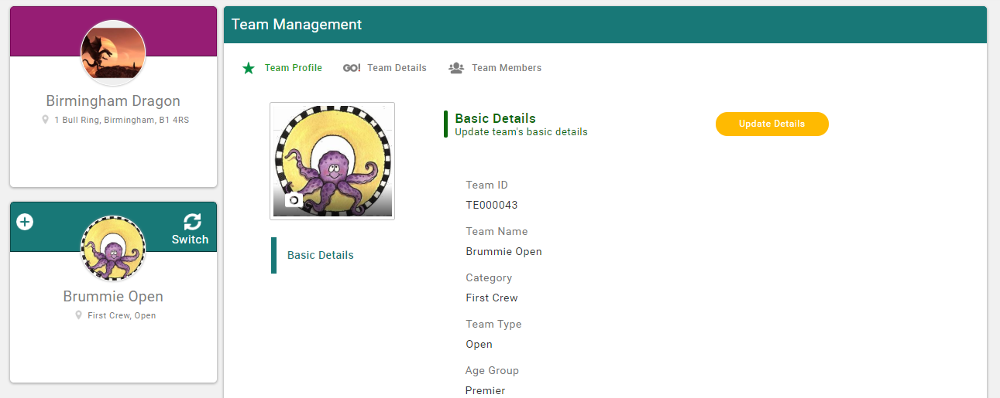 Birmingham Dragon
1 Bull Ring, Birmingham, B1 4RS
Switch
Brummie Open
First Crew, Open
Team Management
Team Profile
GO! Team Details
Team Members
Basic Details
Basic Details
Update team's basic details
Update Details
Team ID
TE000043
Team Name
Brummie Open
Category
First Crew
Team Type
Open
Age Group
Premier